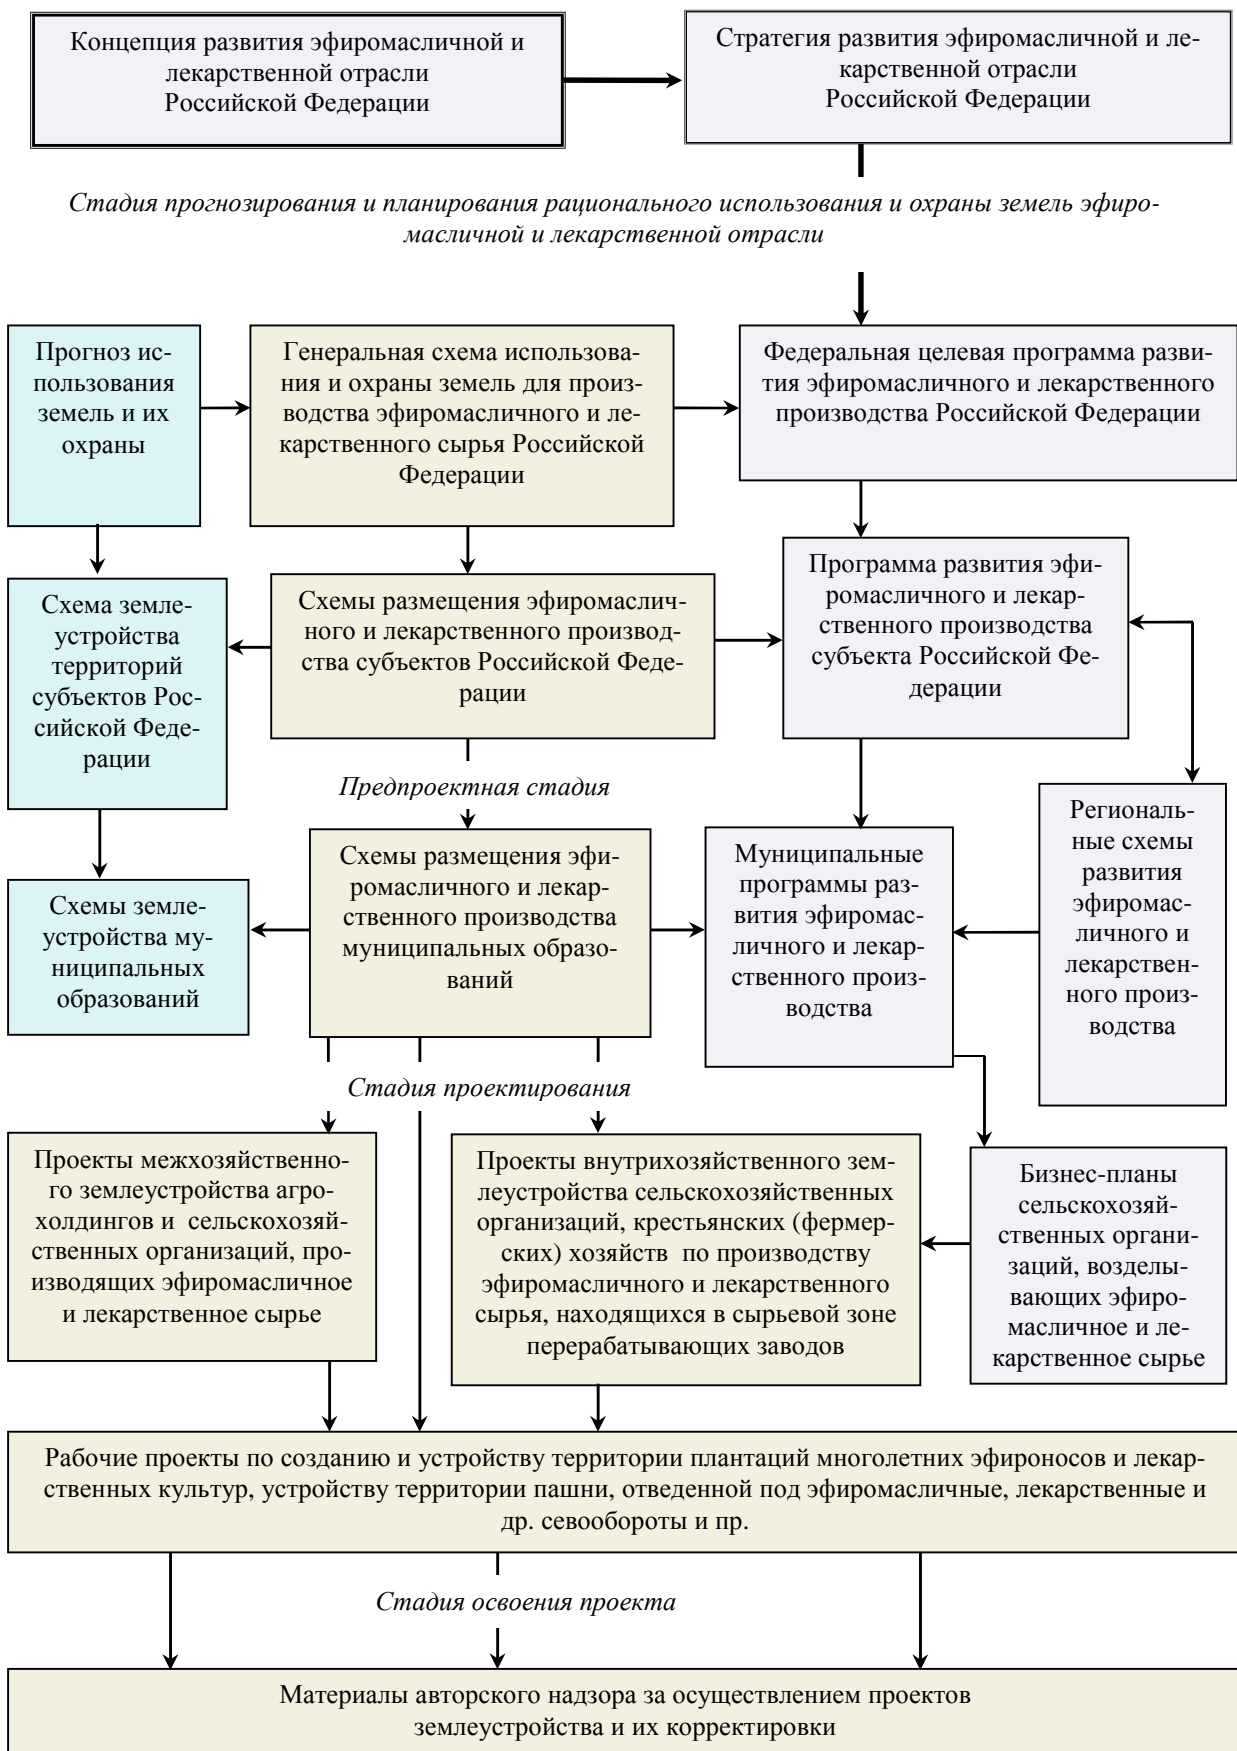 Концепция развития эфиромасличной и
лекарственной отрасли
Российской Федерации
Стратегия развития эфиромасличной и ле-
карственной отрасли
Российской Федерации
Стадия прогнозирования и планирования рационального использования и охраны земель эфиро-
масличной и лекарственной отрасли
Прогноз ис-
пользования
земель и их
охраны
Генеральная схема использова-
ния и охраны земель для произ-
водства эфиромасличного и ле-
карственного сырья Российской
Федерации
Федеральная целевая программа разви-
тия эфиромасличного и лекарственного
производства Российской Федерации
Схема земле-
устройства
территорий
субъектов Рос-
сийской Феде-
рации
Схемы размещения эфиромаслич-
ного и лекарственного производ-
ства субъектов Российской Феде-
рации
Программа развития эфи-
ромасличного и лекар-
ственного производства
субъекта Российской Фе-
дерации
Предпроектная стадия
Схемы земле-
устройства му-
ниципальных
образований
Схемы размещения эфи-
ромасличного и лекар-
ственного производства
муниципальных образо-
ваний
Муниципальные
программы раз-
вития эфиромас-
личного и лекар-
ственного произ-
водства
Региональ-
ные схемы
развития
эфиромас-
личного и
лекарствен-
ного произ-
водства
Стадия проектирования
Проекты межхозяйственно-
го землеустройства агро-
холдингов и сельскохозяй-
ственных организаций, про-
изводящих эфиромасличное
и лекарственное сырье
Проекты внутрихозяйственного зем-
леустройства сельскохозяйственных
организаций, крестьянских (фермер-
ских) хозяйств по производству
эфиромасличного и лекарственного
сырья, находящихся в сырьевой зоне
перерабатывающих заводов
Бизнес-планы
сельскохозяй-
ственных органи-
заций, возделы-
вающих эфиро-
масличное и ле-
карственное сырье
Рабочие проекты по созданию и устройству территории плантаций многолетних эфироносов и лекар-
ственных культур, устройству территории пашни, отведенной под эфиромасличные, лекарственные и
др. севообороты и пр.
Стадия освоения проекта
Материалы авторского надзора за осуществлением проектов
землеустройства и их корректировки